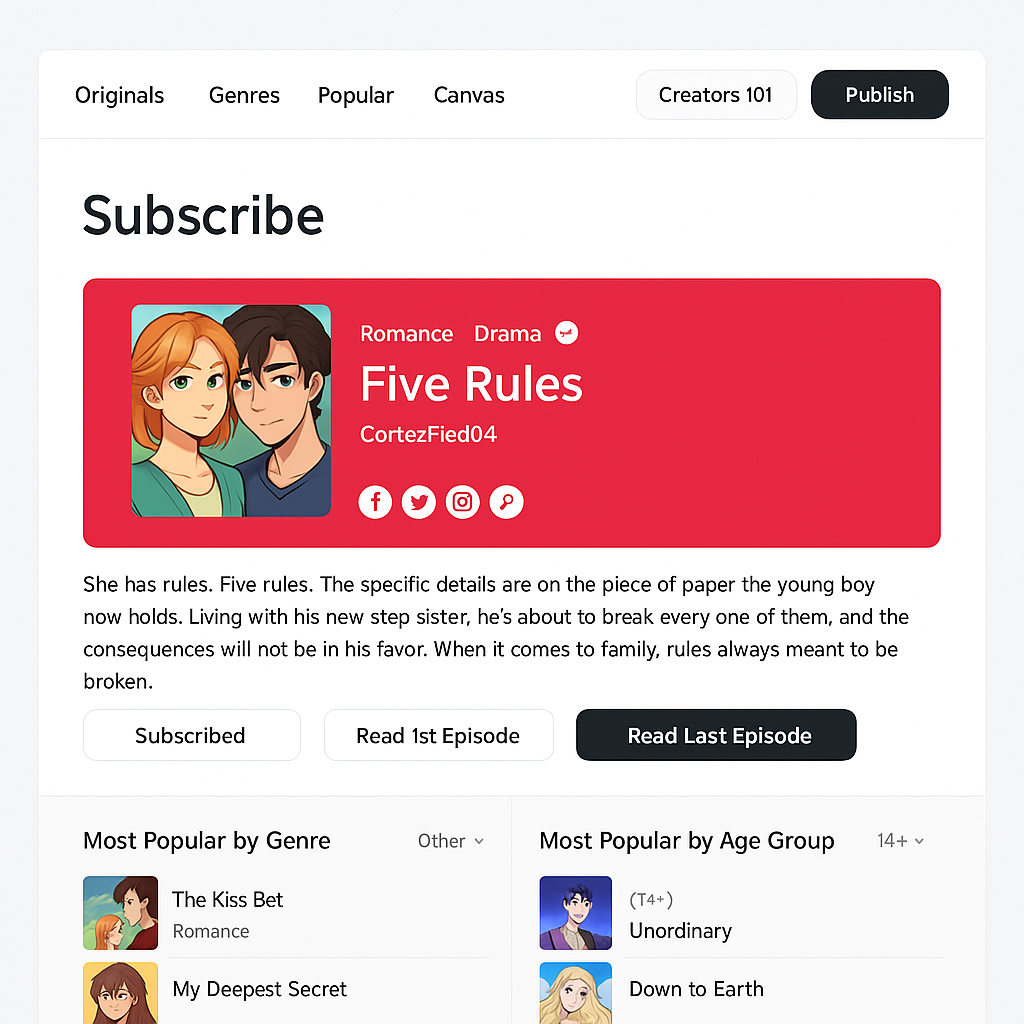 Originals Genres Popular Canvas Creators 101 Publish
Subscribe
Romance Drama
Five Rules
CortezFied04
She has rules. Five rules. The specific details are on the piece of paper the young boy
now holds. Living with his new step sister, he's about to break every one of them, and the
consequences will not be in his favor. When it comes to family, rules always meant to be
broken.
Subscribed Read 1st Episode Read Last Episode
Most Popular by Genre Other
The Kiss Bet
Romance
My Deepest Secret
Most Popular by Age Group 14+
(T4+)
Unordinary
Down to Earth